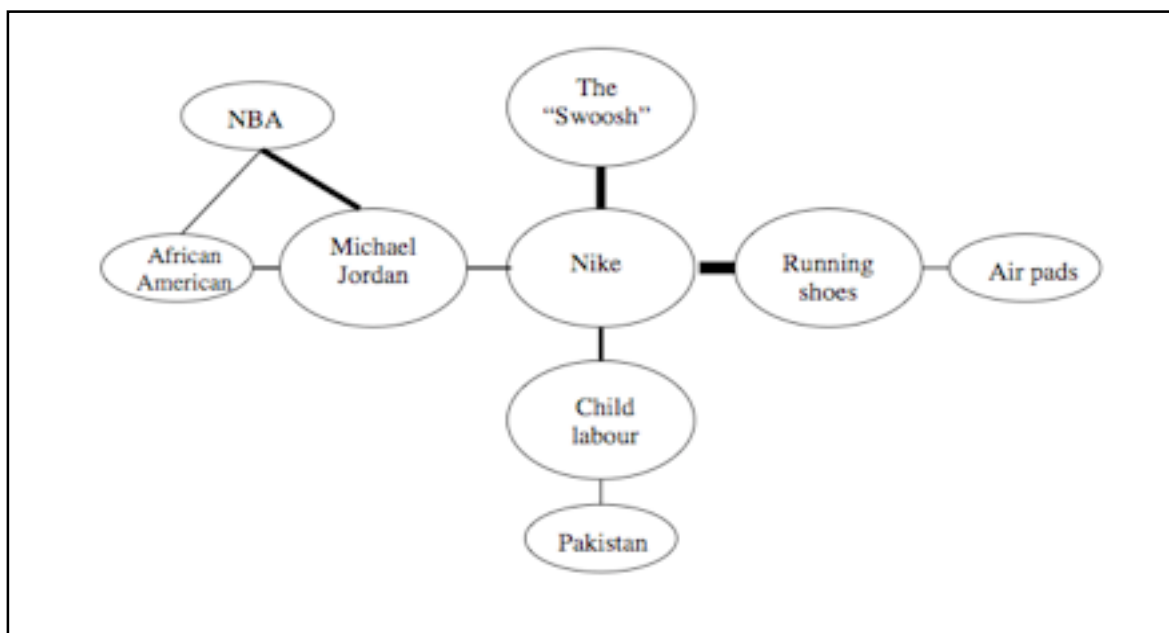 The
“Swoosh”
NBA
African
American
Michael
Jordan
Nike
Running
shoes
Air pads
Child
labour
Pakistan